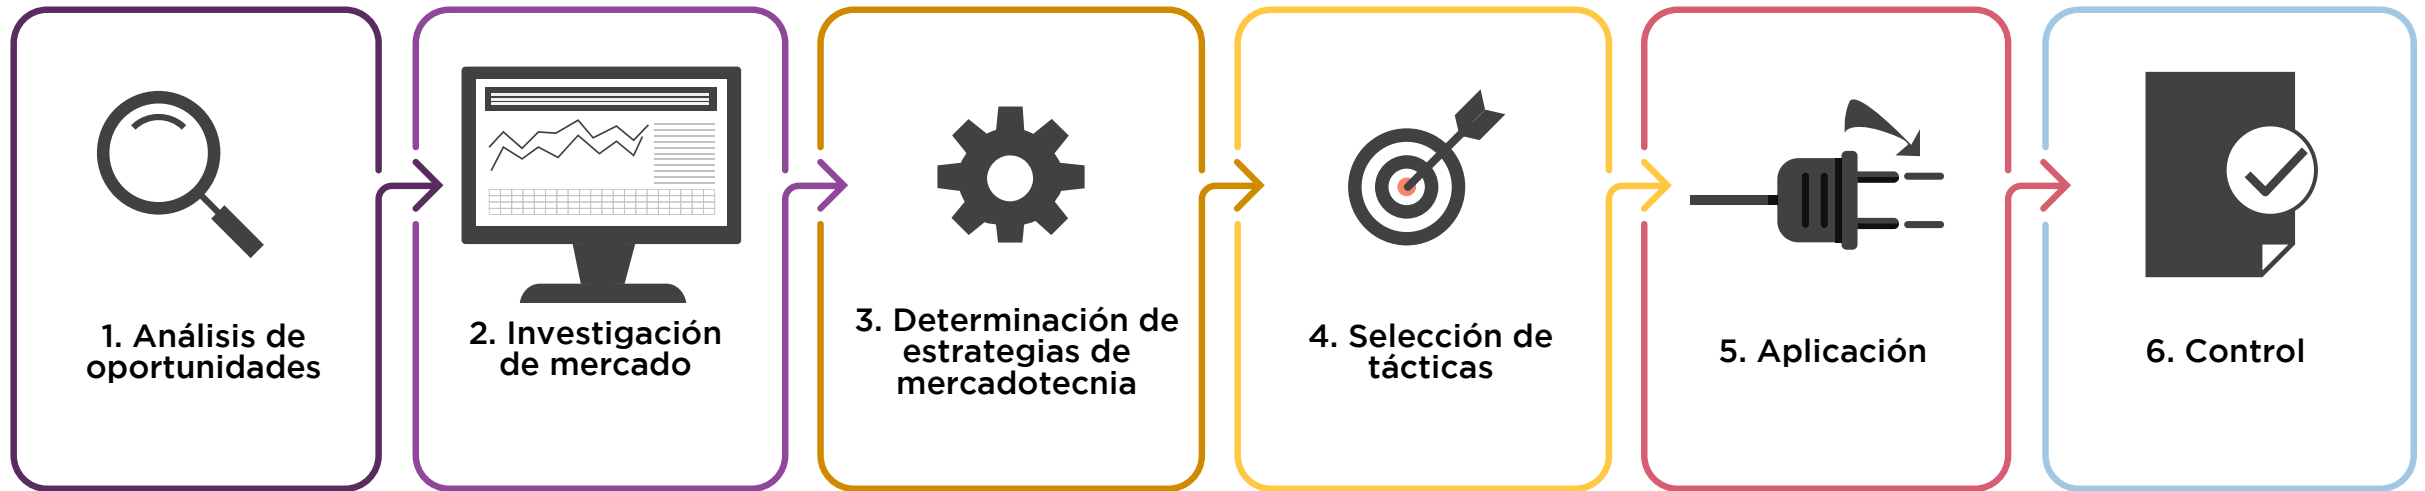 1. Análisis de
oportunidades
2. Investigación
de mercado
3. Determinación de
estrategias de
mercadotecnia
4. Selección de
tácticas
5. Aplicación
6. Control